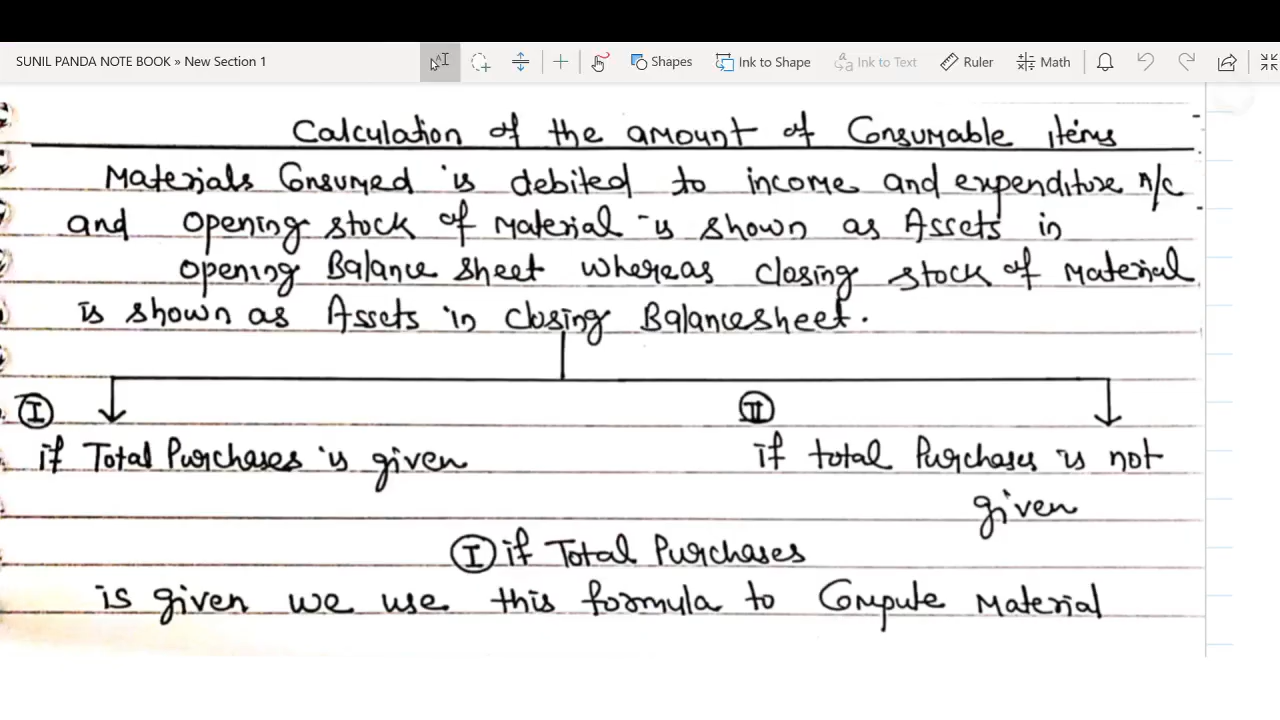 SUNIL PANDA NOTE BOOK » New Section 1
Shapes Ink to Shape Ink to Text Ruler Math
Calculation of the amount of Consumable items
Materials Consumed is debited to income and expenditure A/c
and opening stock of material is shown as Assets in
opening Balance sheet whereas closing stock of material
is shown as Assets in closing Balancesheet.
I II
if Total Purchases is given if total Purchases is not
given
I if Total Purchases
is given we use this formula to Compute Material